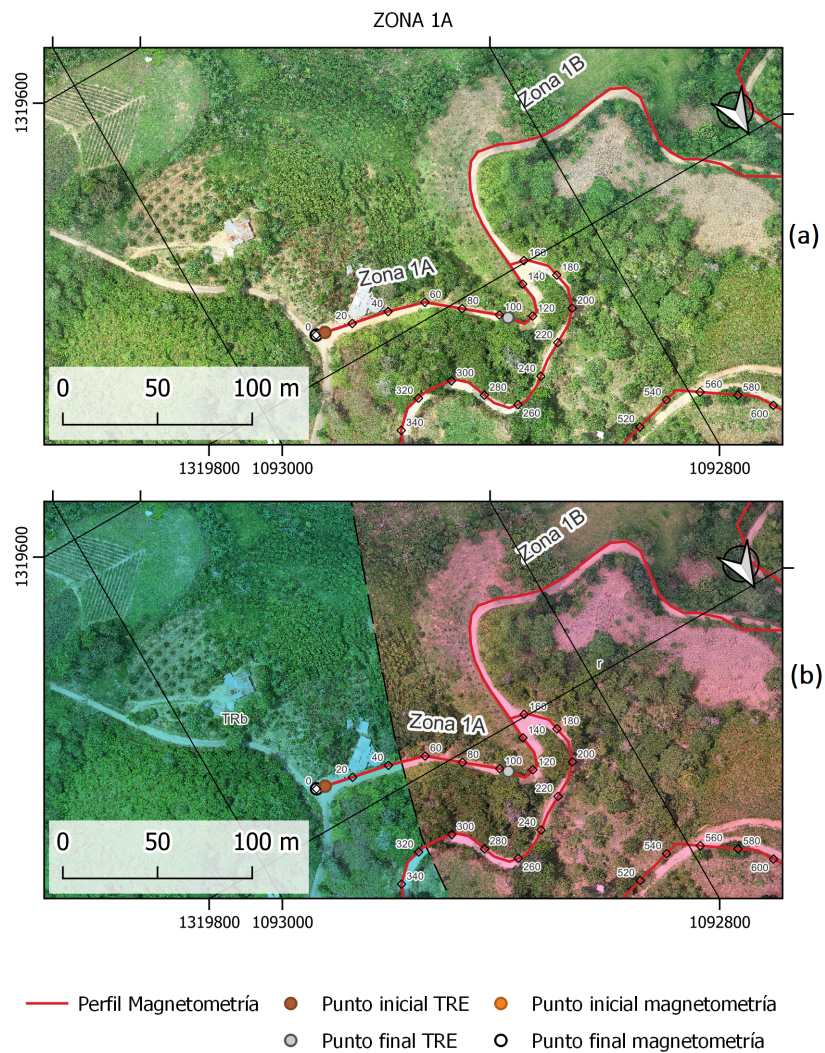 ZONA 1A
1319600
Zona 1B
(a)
Zona 1A
0
20
40
60
80
100
120
140
160
180
200
220
240
260
280
300
320
340
520
540
560
580
600
0 50 100 m
1319800 1093000 1092800
1319600
Zona 1B
r
(b)
TRb
Zona 1A
0
20
40
60
80
100
120
140
160
180
200
220
240
260
280
300
320
340
520
540
560
580
600
0 50 100 m
1319800 1093000 1092800
Perfil Magnetometría
Punto inicial TRE
Punto inicial magnetometría
Punto final TRE
Punto final magnetometría